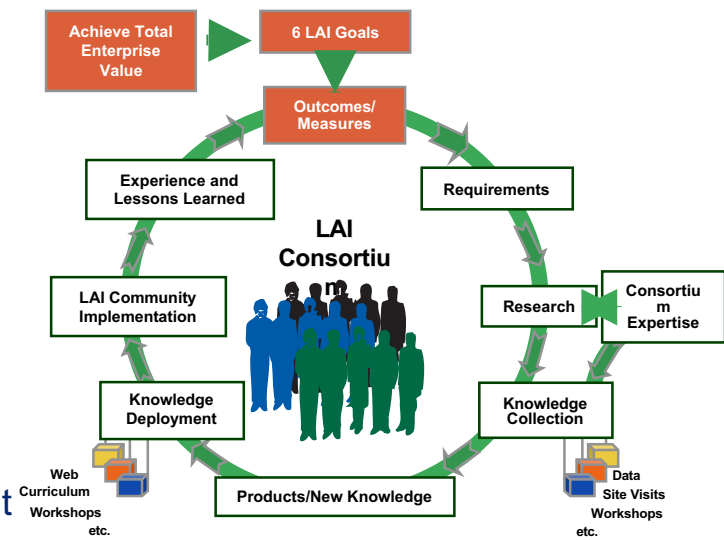 Achieve Total
Enterprise
Value
6 LAI Goals
Outcomes/
Measures
Experience and
Lessons Learned
Requirements
LAI
Consortiu
m
LAI Community
Implementation
Research
Consortiu
m
Expertise
Knowledge
Deployment
Knowledge
Collection
Products/New Knowledge
Web
Curriculum
Workshops
etc.
t
Data
Site Visits
Workshops
etc.